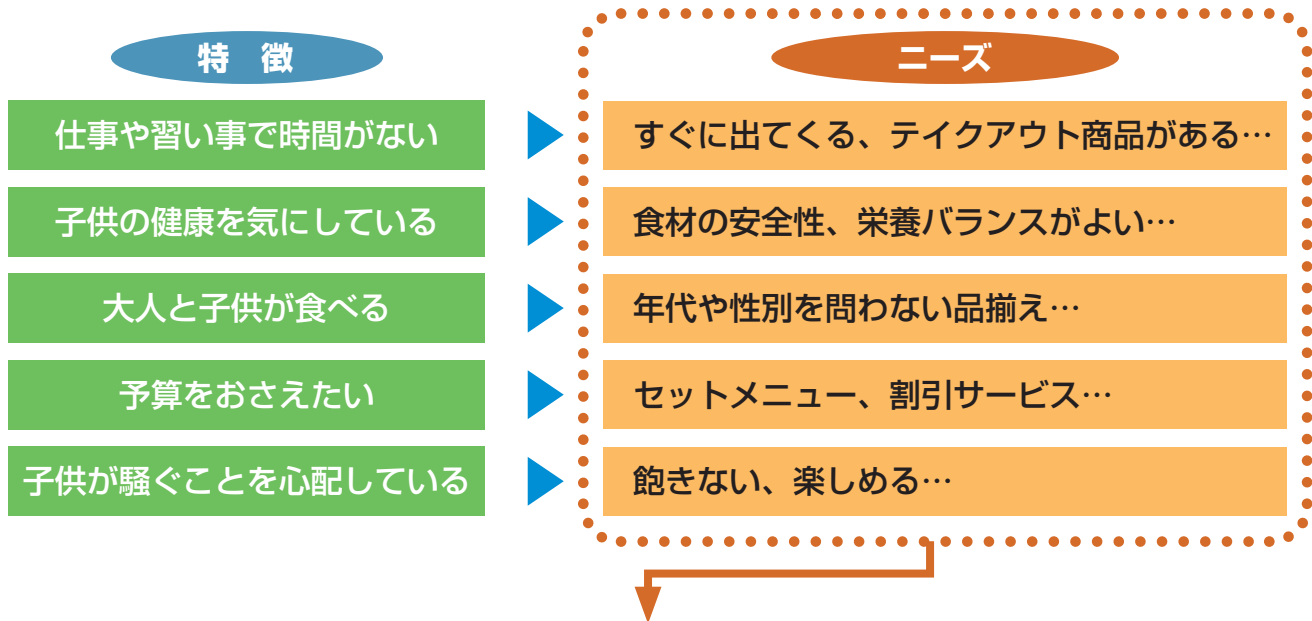 特 徴
ニーズ
仕事や習い事で時間がない
すぐに出てくる、テイクアウト商品がある…
子供の健康を気にしている
食材の安全性、栄養バランスがよい…
大人と子供が食べる
年代や性別を問わない品揃え…
予算をおさえたい
セットメニュー、割引サービス…
子供が騒ぐことを心配している
飽きない、楽しめる…